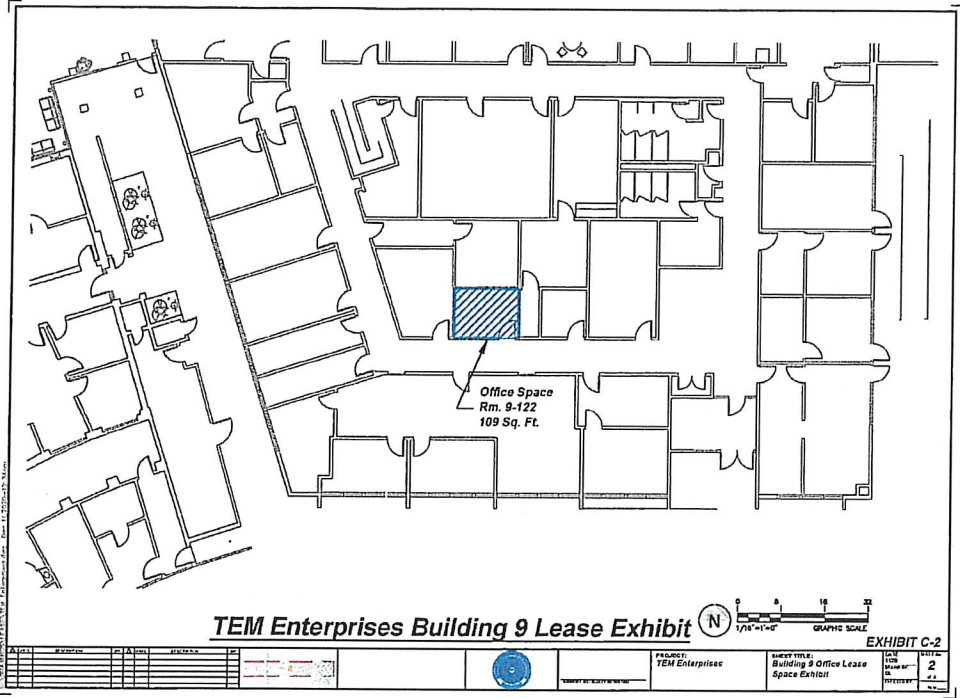 Office Space
Rm. 9-122
109 Sq. Ft.
TEM Enterprises Building 9 Lease Exhibit
N
0 8 16 32
1/16"=1'=0"
GRAPHIC SCALE
EXHIBIT C-2
PROJECT:
TEM Enterprises
SHEET TITLE:
Building 9 Office Lease
Space Exhibit
2